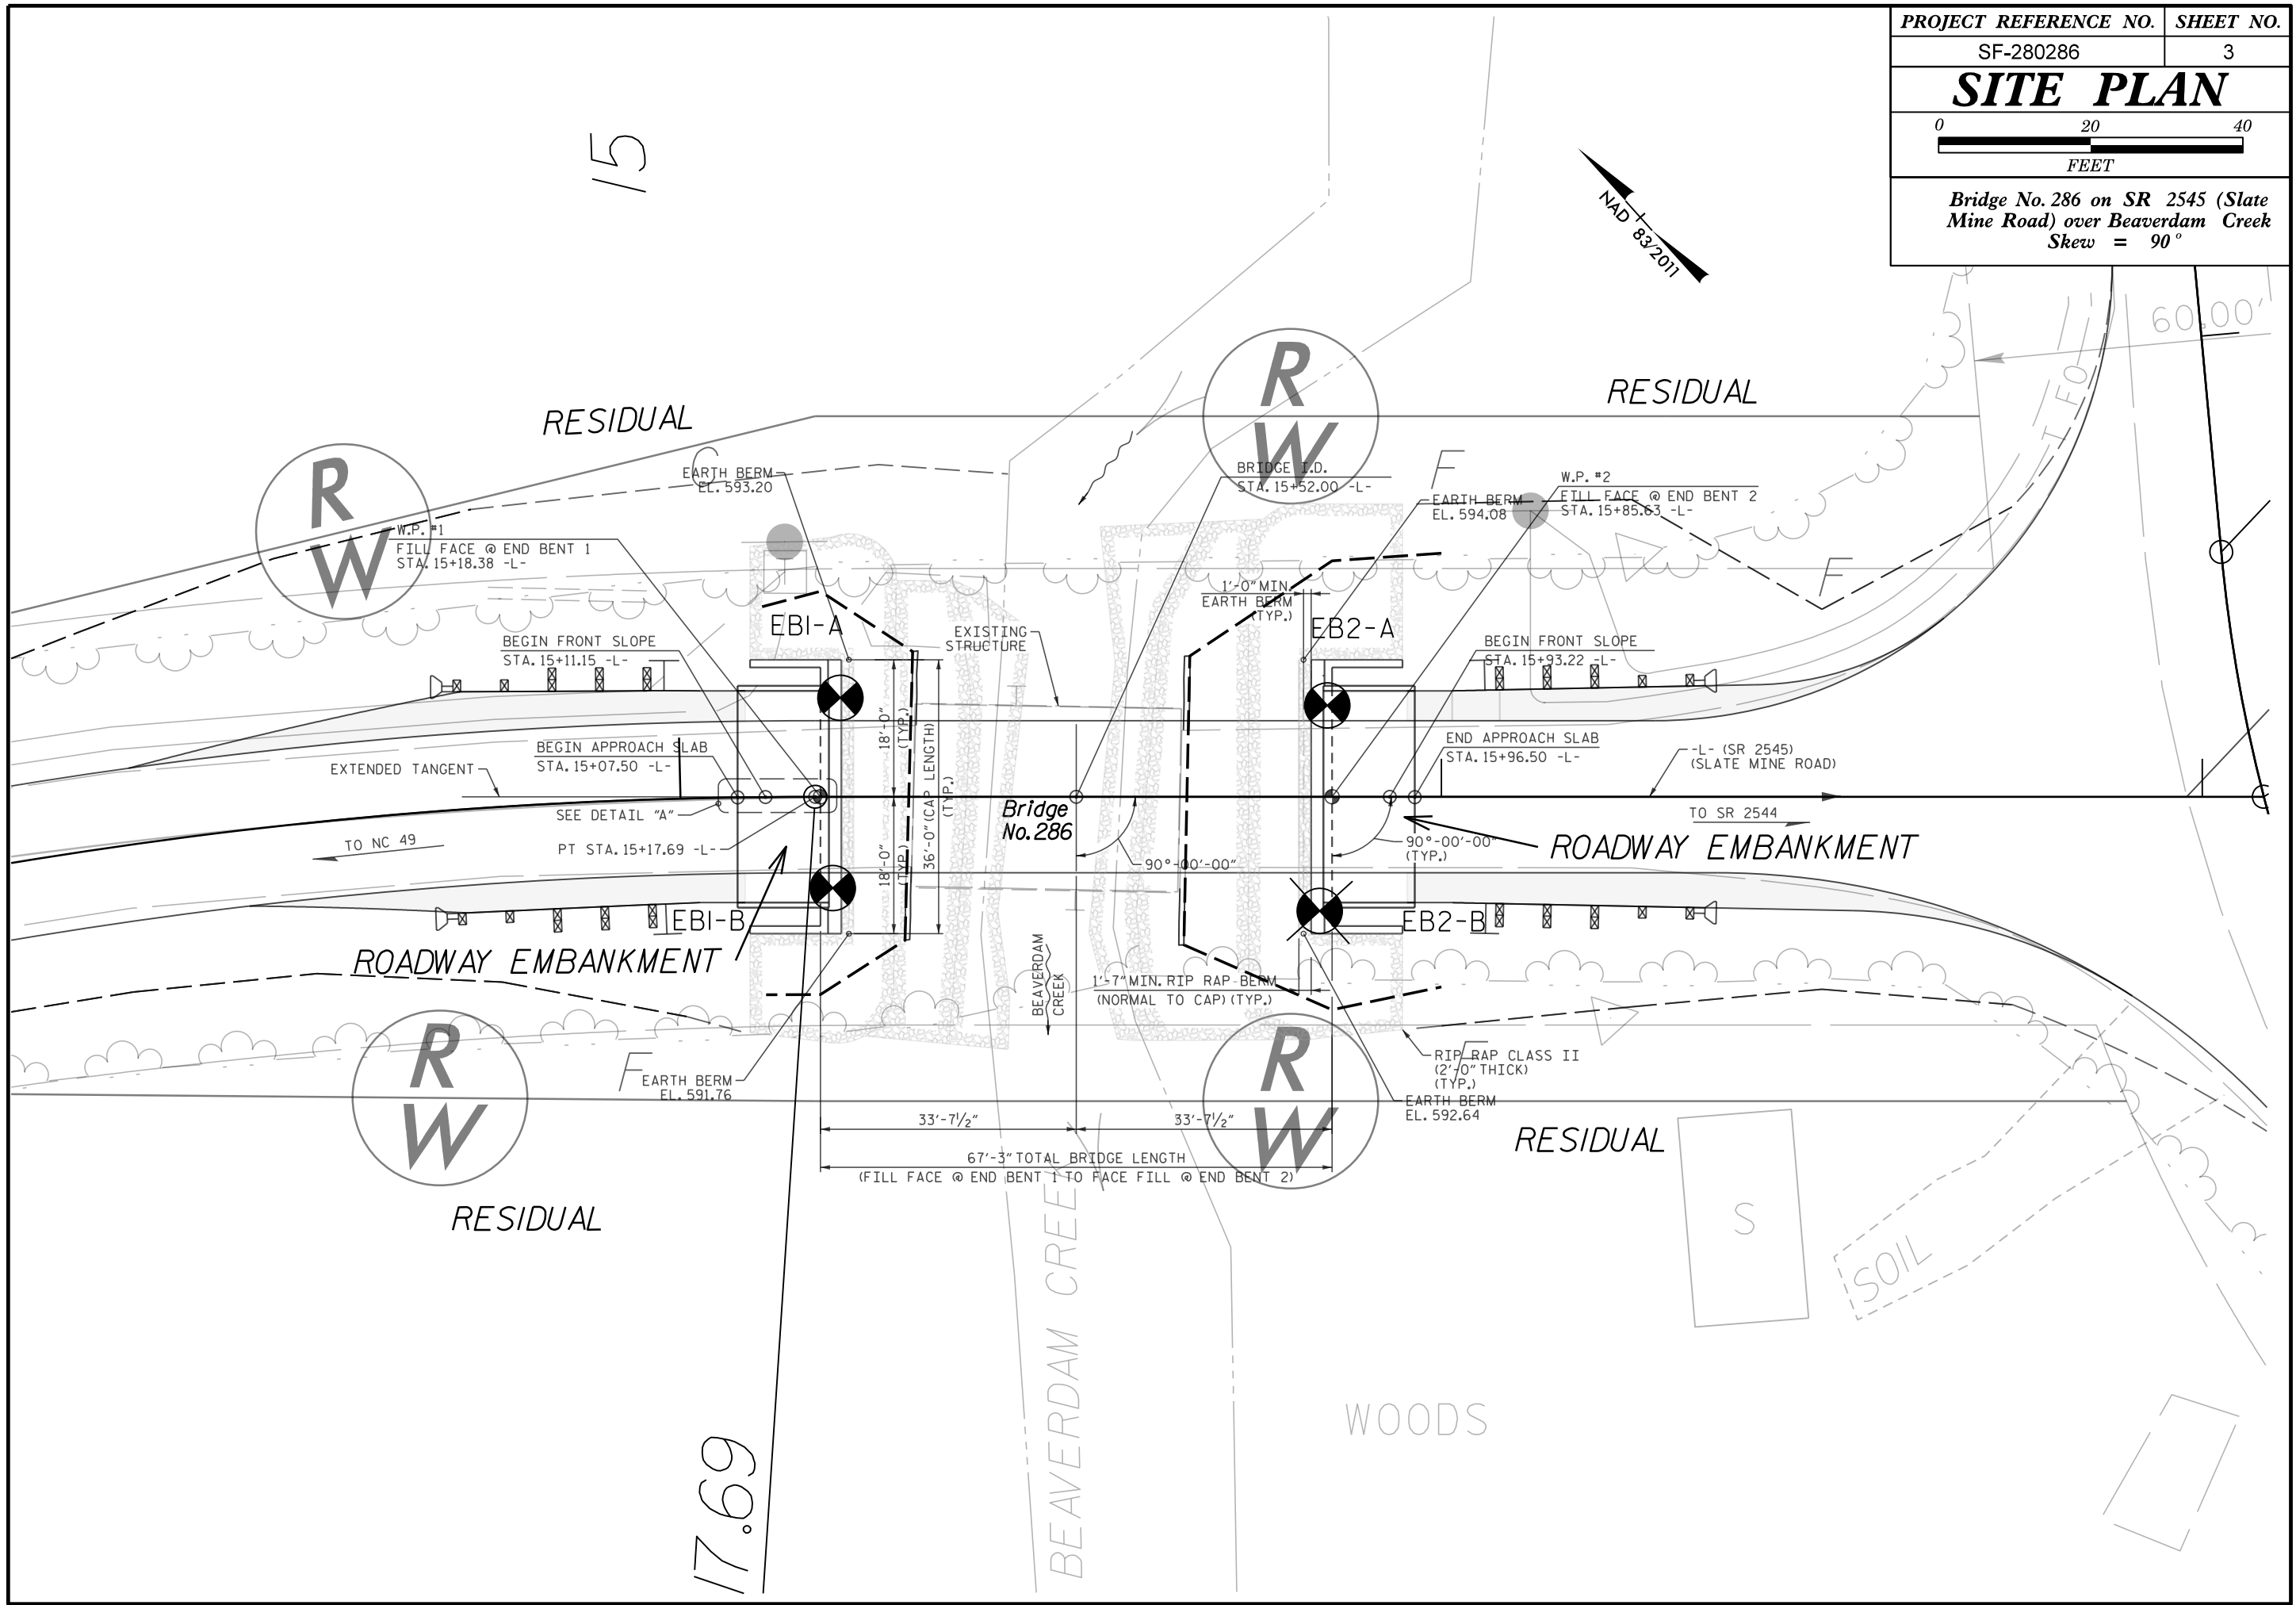 PROJECT REFERENCE NO. SHEET NO.
SF-280286 3
SITE PLAN
0 20 40
FEET
Bridge No. 286 on SR 2545 (Slate
Mine Road) over Beaverdam Creek
Skew = 90°
15
NAD 83/2011
60.00'
RESIDUAL
R
W
RESIDUAL
R
W
C
EARTH BERM
EL. 593.20
BRIDGE I.D.
STA. 15+52.00 -L-
F
EARTH BERM
EL. 594.08
W.P. #2
FILL FACE @ END BENT 2
STA. 15+85.63 -L-
W.P. #1
FILL FACE @ END BENT 1
STA. 15+18.38 -L-
F
1'-0" MIN.
EARTH BERM
(TYP.)
EB1-A
EB2-A
EXISTING
STRUCTURE
BEGIN FRONT SLOPE
STA. 15+11.15 -L-
BEGIN FRONT SLOPE
STA. 15+93.22 -L-
BEGIN APPROACH SLAB
STA. 15+07.50 -L-
END APPROACH SLAB
STA. 15+96.50 -L-
-L- (SR 2545)
(SLATE MINE ROAD)
EXTENDED TANGENT
18'-0"
(TYP.)
18'-0"
(TYP.)
36'-0" (CAP LENGTH)
(TYP.)
SEE DETAIL "A"
Bridge
No. 286
TO SR 2544
TO NC 49
PT STA. 15+17.69 -L-
90°-00'-00"
90°-00'-00"
(TYP.)
ROADWAY EMBANKMENT
EB1-B
EB2-B
ROADWAY EMBANKMENT
BEAVERDAM
CREEK
1'-7" MIN. RIP RAP BERM
(NORMAL TO CAP) (TYP.)
R
W
R
W
F
EARTH BERM
EL. 591.76
F
RIP RAP CLASS II
(2'-0" THICK)
(TYP.)
EARTH BERM
EL. 592.64
33'-7 1/2"
33'-7 1/2"
67'-3" TOTAL BRIDGE LENGTH
(FILL FACE @ END BENT 1 TO FACE FILL @ END BENT 2)
RESIDUAL
RESIDUAL
S
SOIL
BEAVERDAM CREE
WOODS
17.69